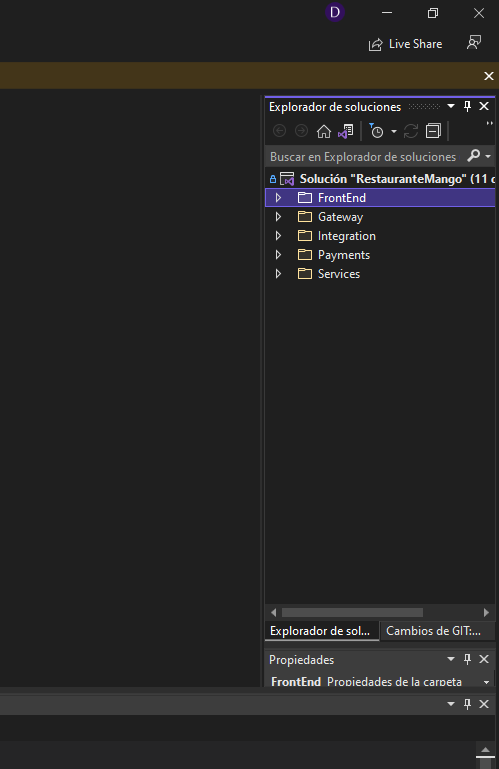 D
Live Share
Explorador de soluciones
Buscar en Explorador de soluciones
Solución "RestauranteMango" (11 
FrontEnd
Gateway
Integration
Payments
Services
Explorador de sol... Cambios de GIT:...
Propiedades
FrontEnd Propiedades de la carpeta